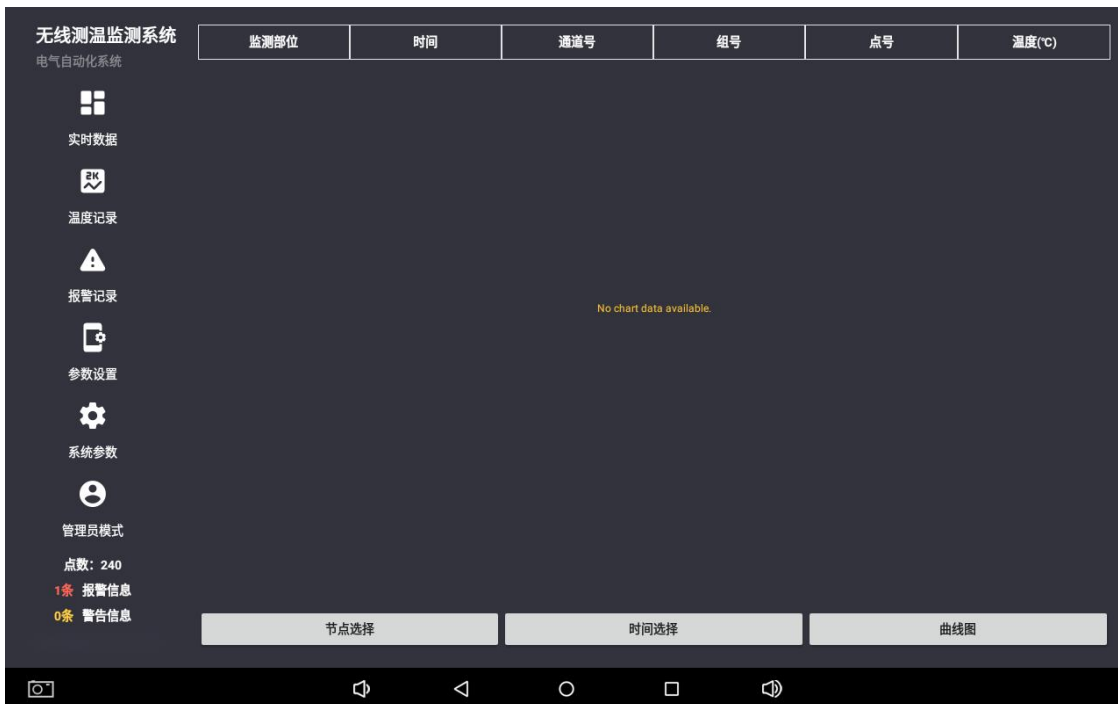 无线测温监测系统
电气自动化系统
监测部位 时间 通道号 组号 点号 温度(℃)
实时数据
2K
温度记录
报警记录
参数设置
系统参数
管理员模式
点数：240
1条 报警信息
0条 警告信息
No chart data available.
节点选择 时间选择 曲线图